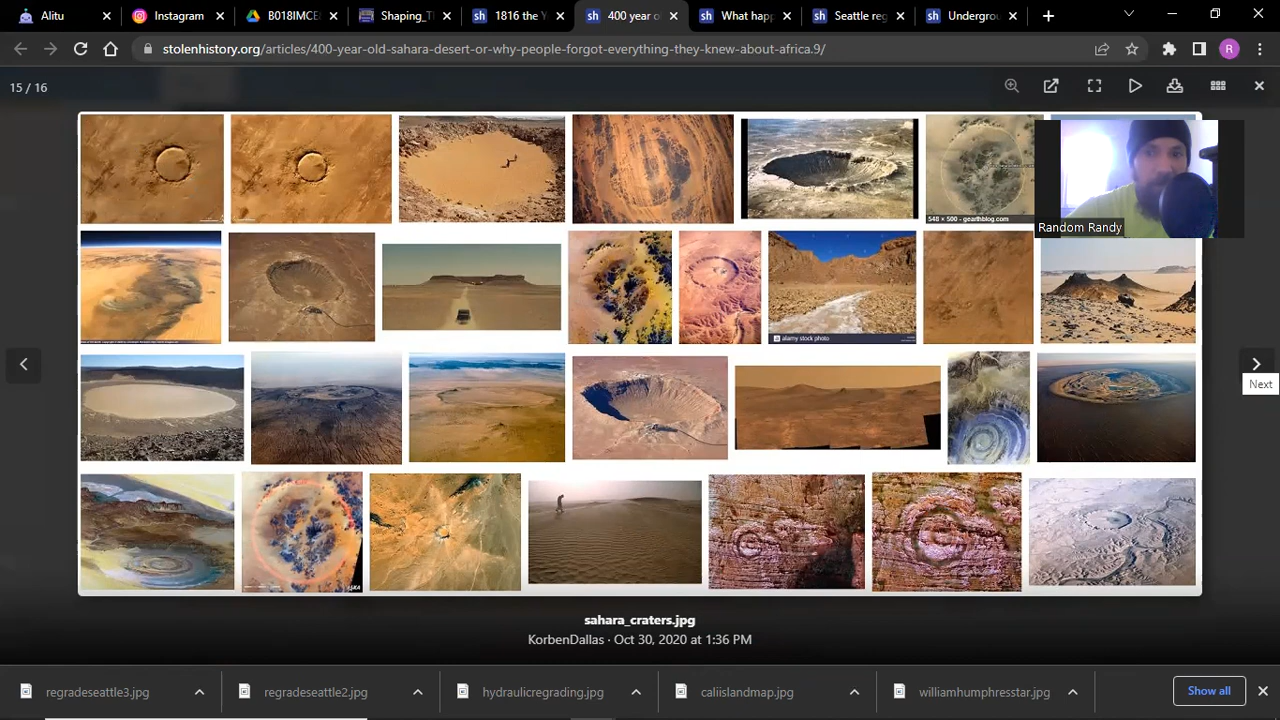 Alitu
Instagram
B018IMCE
Shaping_T
1816 the Y
400 year o
What happ
Seattle reg
Undergrou
stolenhistory.org/articles/400-year-old-sahara-desert-or-why-people-forgot-everything-they-knew-about-africa.9/
R
15 / 16
548 × 500 - gearthblog.com
Random Randy
alamy stock photo
Next
sahara_craters.jpg
KorbenDallas · Oct 30, 2020 at 1:36 PM
regradeseattle3.jpg
regradeseattle2.jpg
hydraulicregrading.jpg
caliislandmap.jpg
williamhumphresstar.jpg
Show all